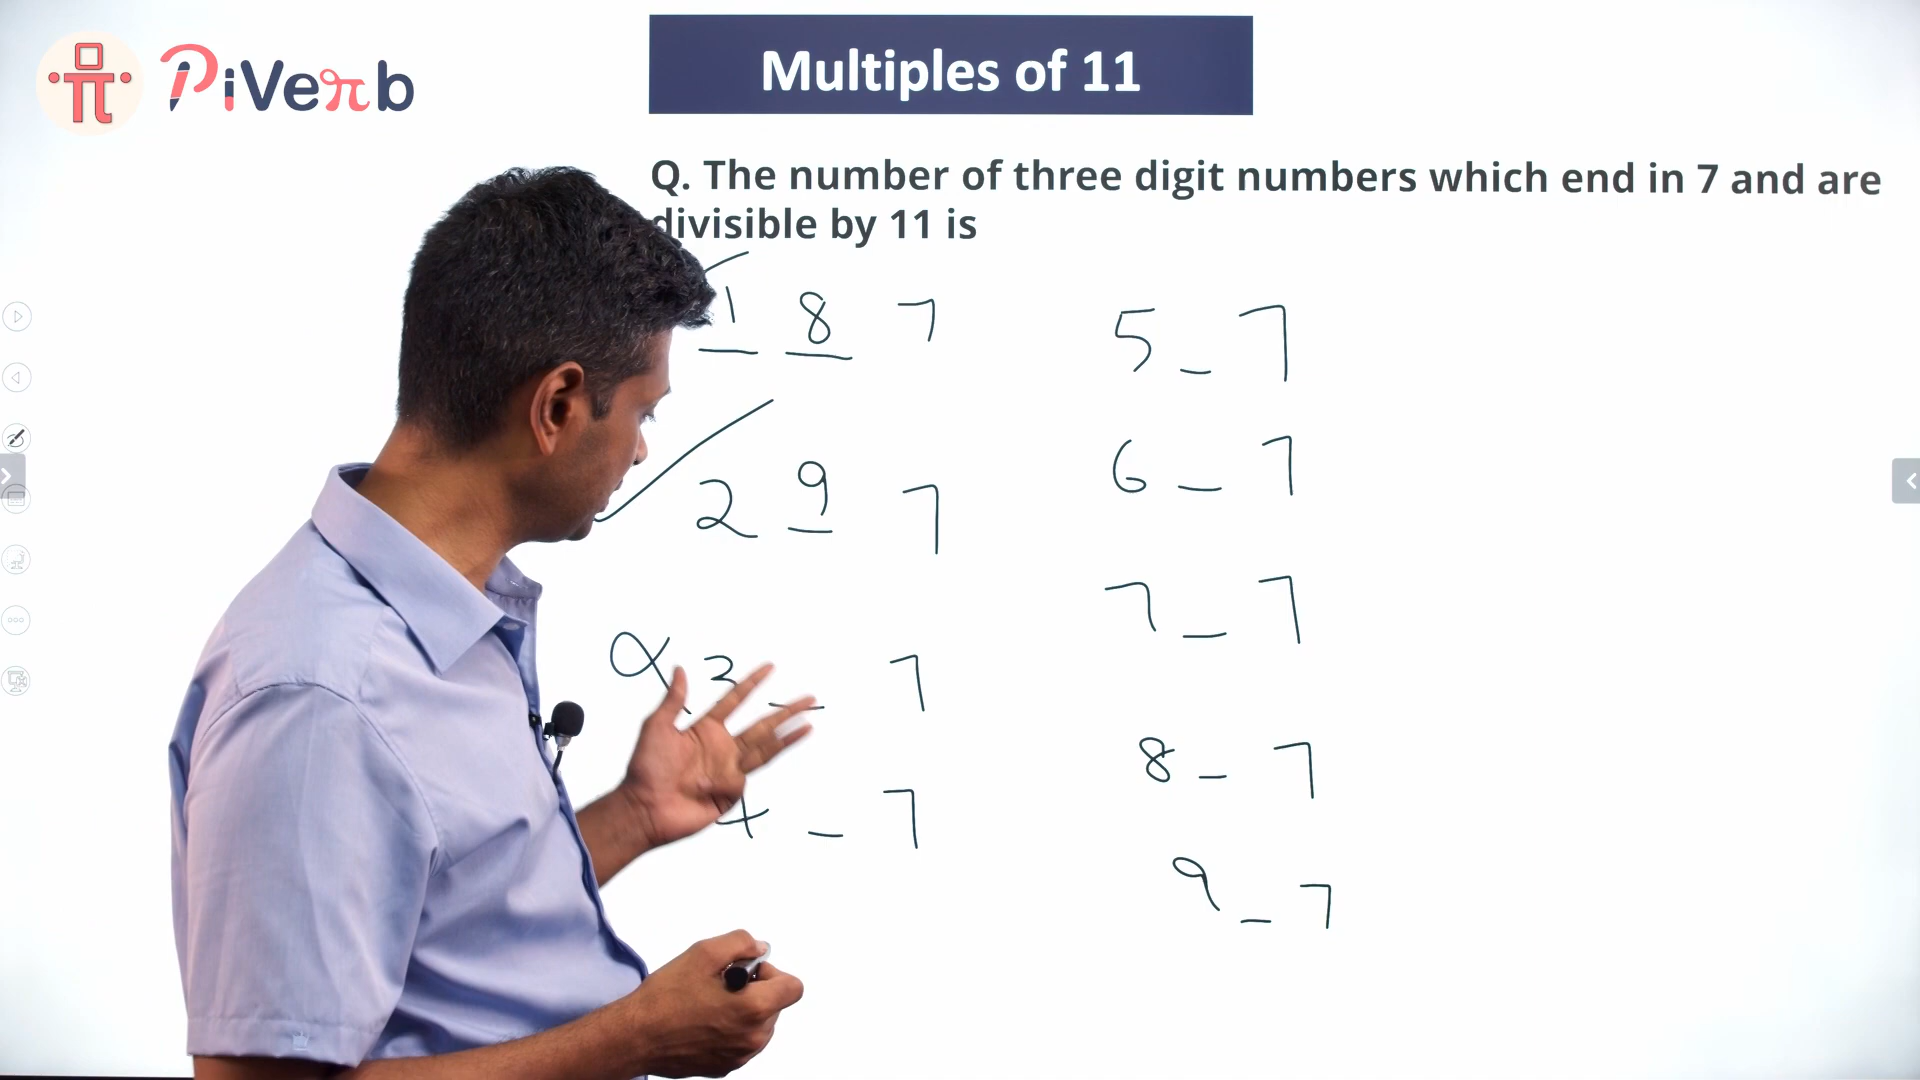 PiVeπb
Multiples of 11
Q. The number of three digit numbers which end in 7 and are
divisible by 11 is
1 8 7
2 9 7
3 _ 7
4 _ 7
5 _ 7
6 _ 7
7 _ 7
8 _ 7
9 _ 7